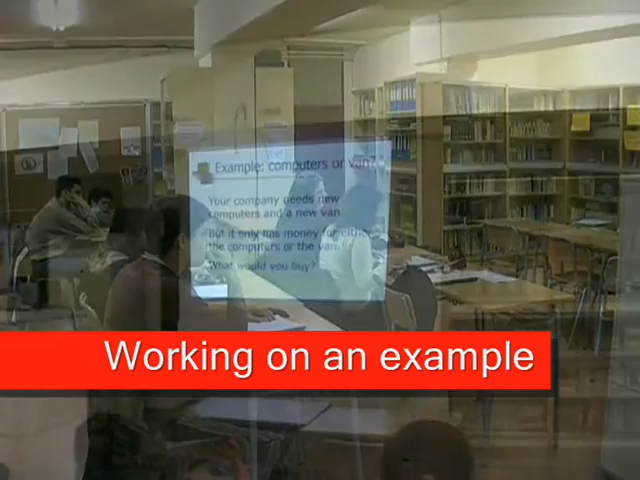 Example: computers or van?
Your company needs new
computers and a new van
But it only has money for either
the computers or the van
What would you buy?
Working on an example